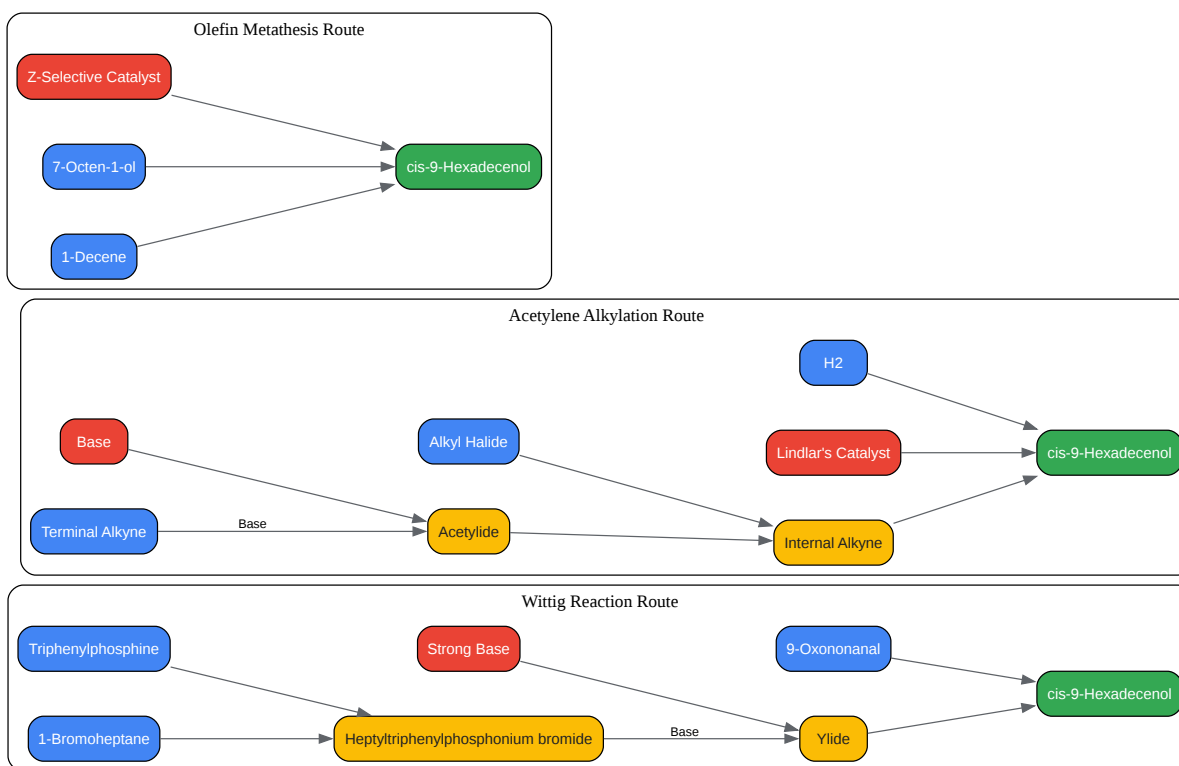 Olefin Metathesis Route
Z-Selective Catalyst
7-Octen-1-ol
cis-9-Hexadecenol
1-Decene
Acetylene Alkylation Route
H2
Base
Alkyl Halide
Lindlar's Catalyst
cis-9-Hexadecenol
Terminal Alkyne
Base
Acetylide
Internal Alkyne
Wittig Reaction Route
Triphenylphosphine
Strong Base
9-Oxononanal
cis-9-Hexadecenol
1-Bromoheptane
Heptyltriphenylphosphonium bromide
Base
Ylide